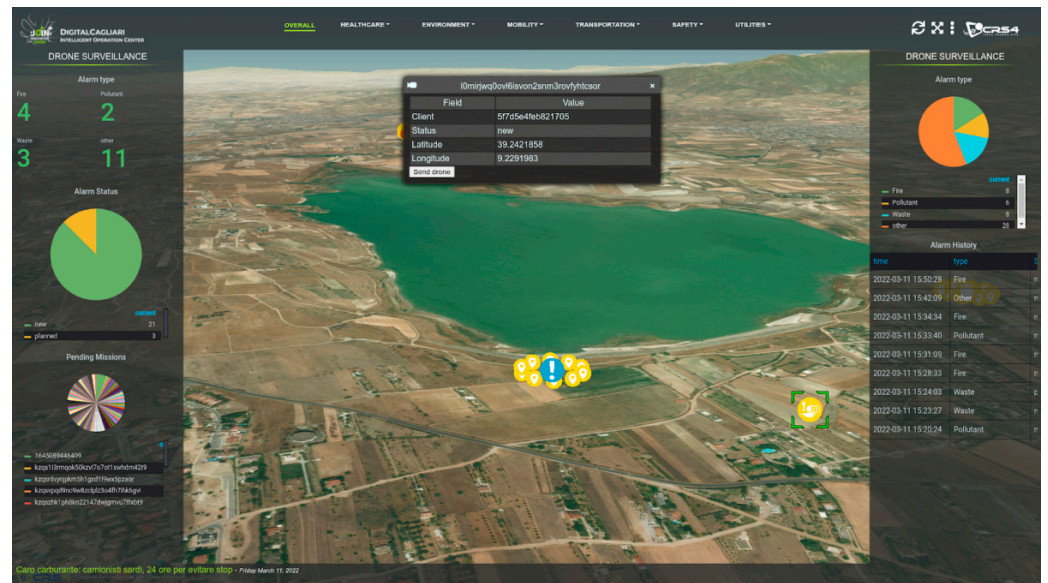 JOIN DIGITALCAGLIARI
INTELLIGENT OPERATION CENTER
OVERALL HEALTHCARE ENVIRONMENT MOBILITY TRANSPORTATION SAFETY UTILITIES
CRS4
DRONE SURVEILLANCE
Alarm type
Fire Pollutant
4 2
Waste other
3 11
Alarm Status
current
new 21
planned 3
Pending Missions
1645089446409
l0mirjwq0ovl6isvon2snm3rovfyhtcsor ×
Field Value
Client 5f7d5e4feb821705
Status new
Latitude 39.2421858
Longitude 9.2291983
Send drone
DRONE SURVEILLANCE
Alarm type
current
Fire 8
Pollutant 6
Waste 8
other 28
Alarm History
time type
2022-03-11 15:50:28 Fire
2022-03-11 15:42:09 Other
2022-03-11 15:34:34 Fire
2022-03-11 15:33:40 Pollutant
2022-03-11 15:31:09 Fire
2022-03-11 15:28:33 Fire
2022-03-11 15:24:03 Waste
2022-03-11 15:23:27 Waste
2022-03-11 15:20:24 Pollutant
Caro carburante: camionisti sardi, 24 ore per evitare stop - Friday March 11, 2022